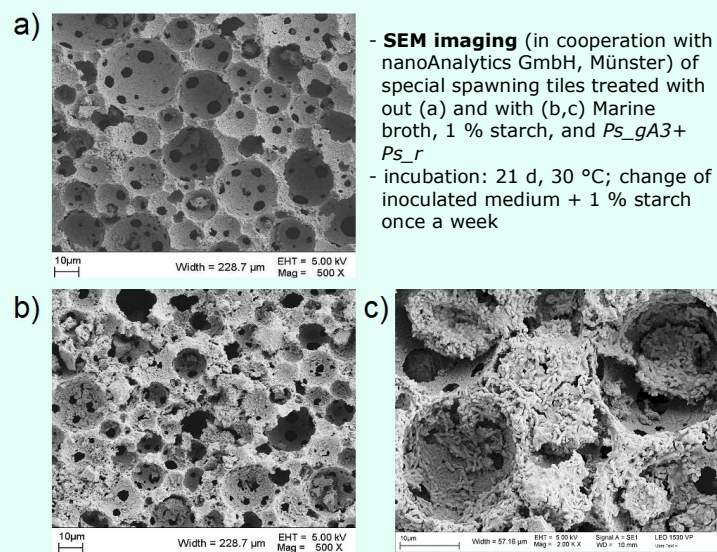 a)
- SEM imaging (in cooperation with
nanoAnalytics GmbH, Münster) of
special spawning tiles treated with
out (a) and with (b,c) Marine
broth, 1 % starch, and Ps_gA3+
Ps_r
- incubation: 21 d, 30 °C; change of
inoculated medium + 1 % starch
once a week
10µm
Width = 228.7 µm
EHT = 5.00 kV
Mag = 500 X
b)
10µm
Width = 228.7 µm
EHT = 5.00 kV
Mag = 500 X
c)
10µm
Width = 57.16 µm
EHT = 5.00 kV
Mag = 2.00 K X
Signal A = SE1
WD = 10 mm
LEO 1530 VP